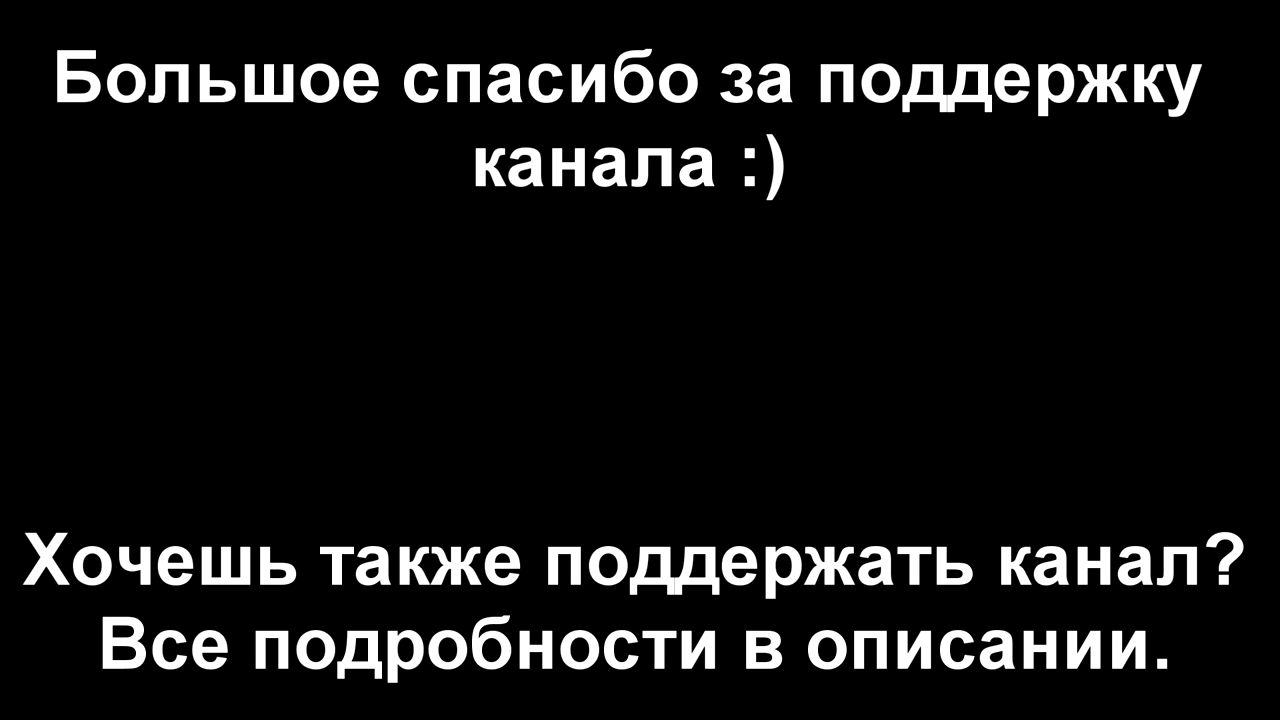 Большое спасибо за поддержку
канала :)
Хочешь также поддержать канал?
Все подробности в описании.